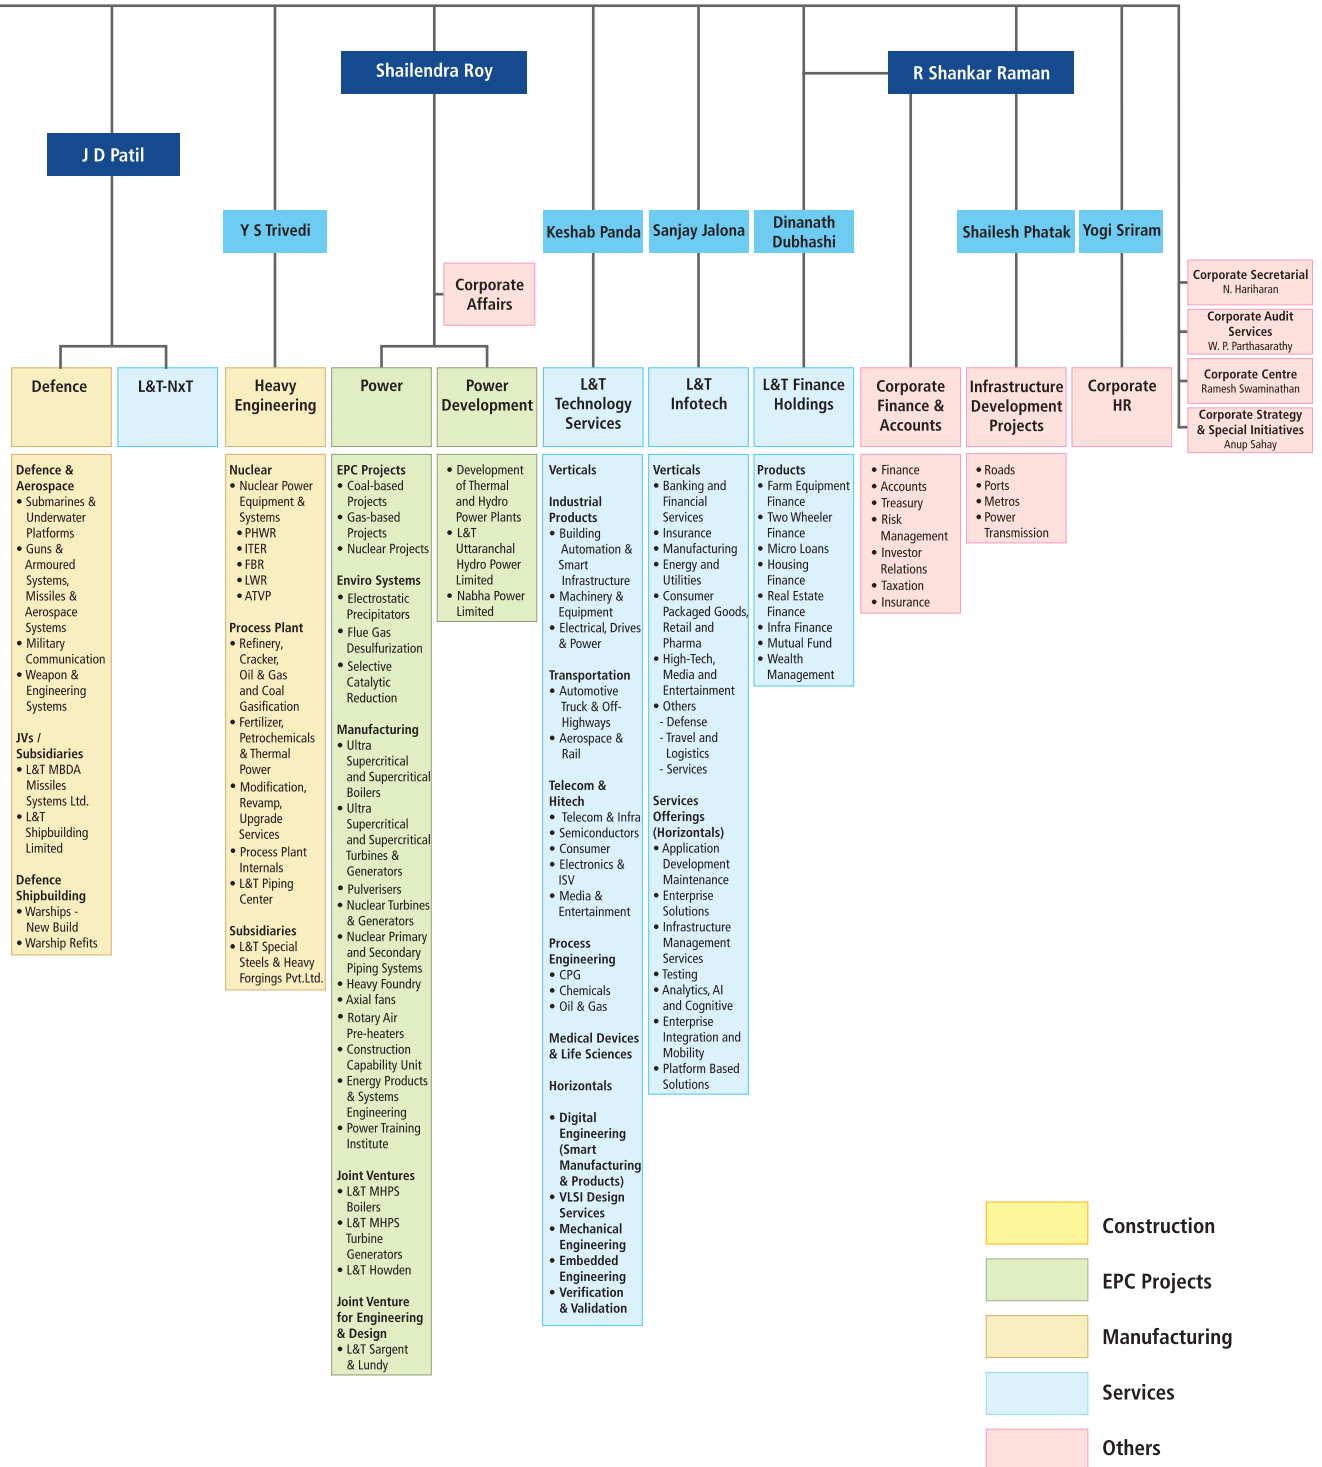 Shailendra Roy
R Shankar Raman
J D Patil
Y S Trivedi
Keshab Panda
Sanjay Jalona
Dinanath
Dubhashi
Shailesh Phatak
Yogi Sriram
Corporate
Affairs
Corporate Secretarial
N. Hariharan
Corporate Audit
Services
W. P. Parthasarathy
Corporate Centre
Ramesh Swaminathan
Corporate Strategy
& Special Initiatives
Anup Sahay
Defence
L&T-NxT
Heavy
Engineering
Power
Power
Development
L&T
Technology
Services
L&T
Infotech
L&T Finance
Holdings
Corporate
Finance &
Accounts
Infrastructure
Development
Projects
Corporate
HR
Defence &
Aerospace
• Submarines &
Underwater
Platforms
• Guns &
Armoured
Systems,
Missiles &
Aerospace
Systems
• Military
Communication
• Weapon &
Engineering
Systems
JVs /
Subsidiaries
• L&T MBDA
Missiles
Systems Ltd.
• L&T
Shipbuilding
Limited
Defence
Shipbuilding
• Warships -
New Build
• Warship Refits
Nuclear
• Nuclear Power
Equipment &
Systems
• PHWR
• ITER
• FBR
• LWR
• ATVP
Process Plant
• Refinery,
Cracker,
Oil & Gas
and Coal
Gasification
• Fertilizer,
Petrochemicals
& Thermal
Power
• Modification,
Revamp,
Upgrade
Services
• Process Plant
Internals
• L&T Piping
Center
Subsidiaries
• L&T Special
Steels & Heavy
Forgings Pvt.Ltd.
EPC Projects
• Coal-based
Projects
• Gas-based
Projects
• Nuclear Projects
Enviro Systems
• Electrostatic
Precipitators
• Flue Gas
Desulfurization
• Selective
Catalytic
Reduction
Manufacturing
• Ultra
Supercritical
and Supercritical
Boilers
• Ultra
Supercritical
and Supercritical
Turbines &
Generators
• Pulverisers
• Nuclear Turbines
& Generators
• Nuclear Primary
and Secondary
Piping Systems
• Heavy Foundry
• Axial fans
• Rotary Air
Pre-heaters
• Construction
Capability Unit
• Energy Products
& Systems
Engineering
• Power Training
Institute
Joint Ventures
• L&T MHPS
Boilers
• L&T MHPS
Turbine
Generators
• L&T Howden
Joint Venture
for Engineering
& Design
• L&T Sargent
& Lundy
• Development
of Thermal
and Hydro
Power Plants
• L&T
Uttaranchal
Hydro Power
Limited
• Nabha Power
Limited
Verticals
Industrial
Products
• Building
Automation &
Smart
Infrastructure
• Machinery &
Equipment
• Electrical, Drives
& Power
Transportation
• Automotive
Truck & Off-
Highways
• Aerospace &
Rail
Telecom &
Hitech
• Telecom & Infra
• Semiconductors
• Consumer
• Electronics &
ISV
• Media &
Entertainment
Process
Engineering
• CPG
• Chemicals
• Oil & Gas
Medical Devices
& Life Sciences
Horizontals
• Digital
Engineering
(Smart
Manufacturing
& Products)
• VLSI Design
Services
• Mechanical
Engineering
• Embedded
Engineering
• Verification
& Validation
Verticals
• Banking and
Financial
Services
• Insurance
• Manufacturing
• Energy and
Utilities
• Consumer
Packaged Goods,
Retail and
Pharma
• High-Tech,
Media and
Entertainment
• Others
- Defense
- Travel and
Logistics
- Services
Services
Offerings
(Horizontals)
• Application
Development
Maintenance
• Enterprise
Solutions
• Infrastructure
Management
Services
• Testing
• Analytics, AI
and Cognitive
• Enterprise
Integration and
Mobility
• Platform Based
Solutions
Products
• Farm Equipment
Finance
• Two Wheeler
Finance
• Micro Loans
• Housing
Finance
• Real Estate
Finance
• Infra Finance
• Mutual Fund
• Wealth
Management
• Finance
• Accounts
• Treasury
• Risk
Management
• Investor
Relations
• Taxation
• Insurance
• Roads
• Ports
• Metros
• Power
Transmission
Construction
EPC Projects
Manufacturing
Services
Others